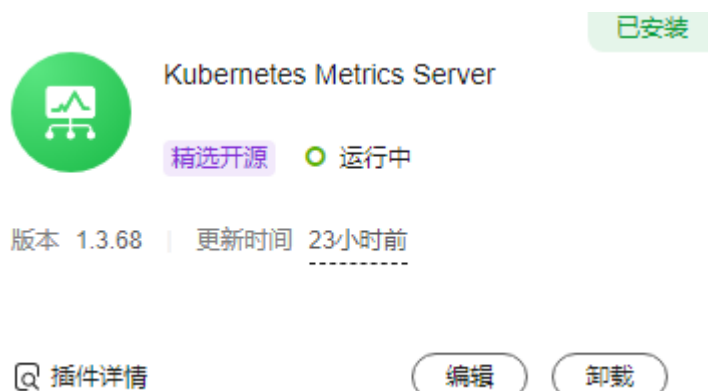 已安装
Kubernetes Metrics Server
精选开源 运行中
版本 1.3.68 更新时间 23小时前
插件详情 编辑 卸载